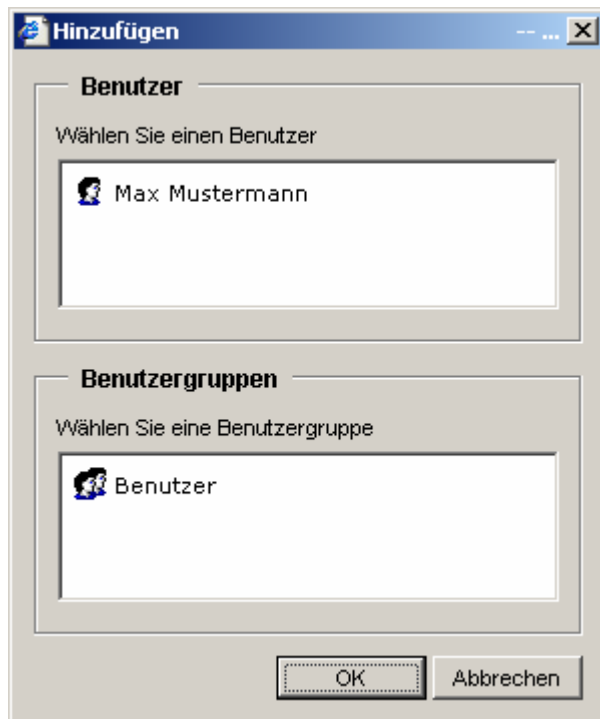 Hinzufügen -- ...
Benutzer
Wählen Sie einen Benutzer
Max Mustermann
Benutzergruppen
Wählen Sie eine Benutzergruppe
Benutzer
OK Abbrechen